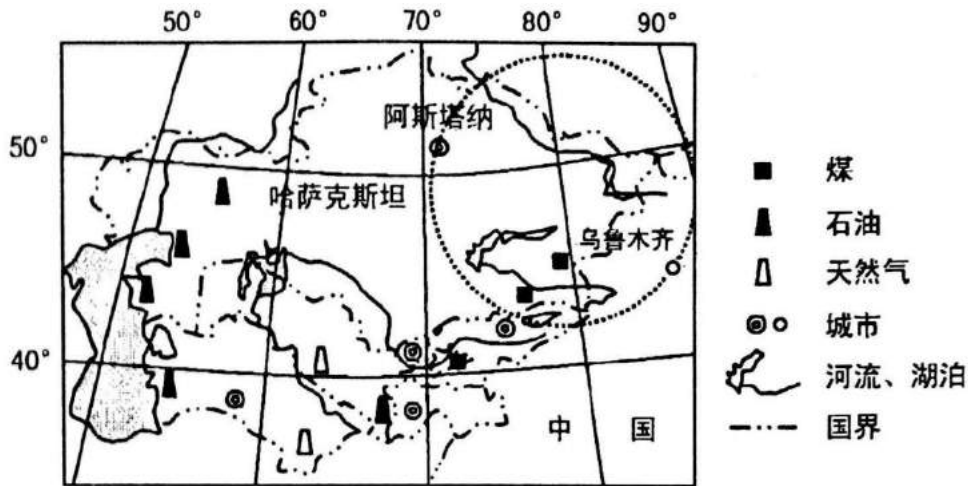 50° 60° 70° 80° 90°
阿斯塔纳
50°
哈萨克斯坦
乌鲁木齐
40°
中国
煤
石油
天然气
城市
河流、湖泊
国界